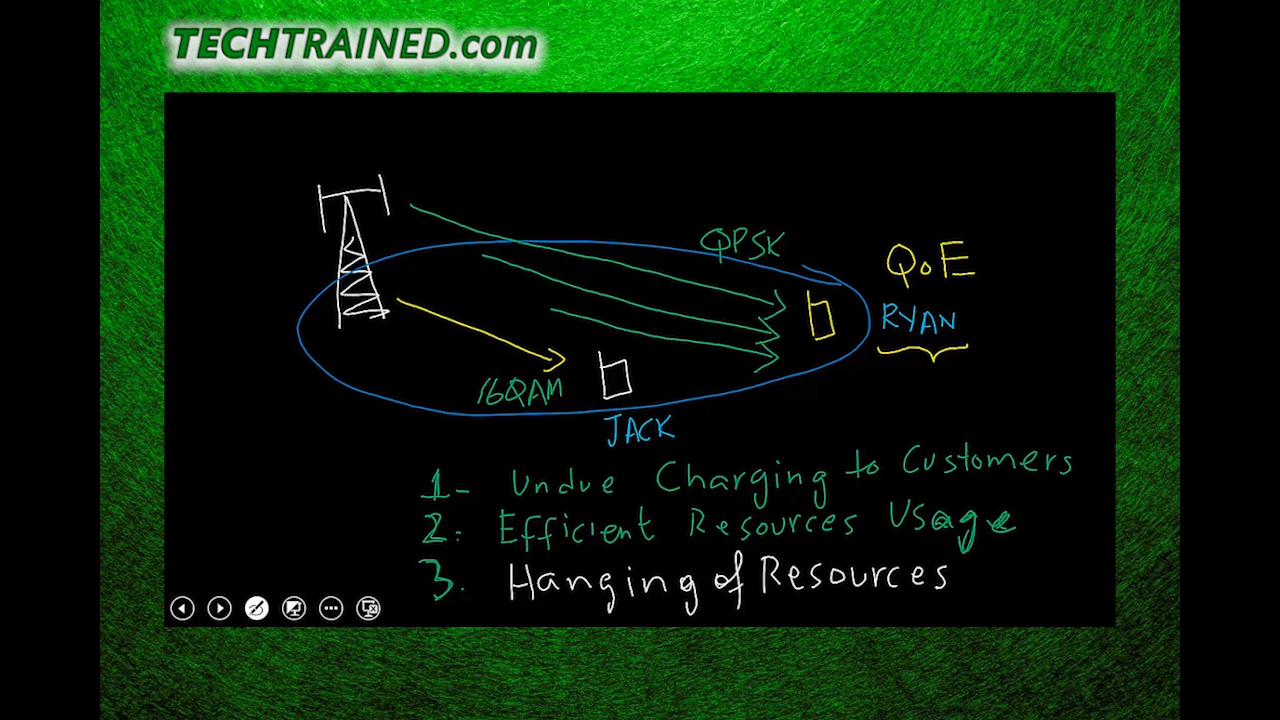 TECHTRAINED.com
QPSK
QoE
RYAN
16QAM
JACK
1- Undue Charging to Customers
2. Efficient Resources Usage
3. Hanging of Resources